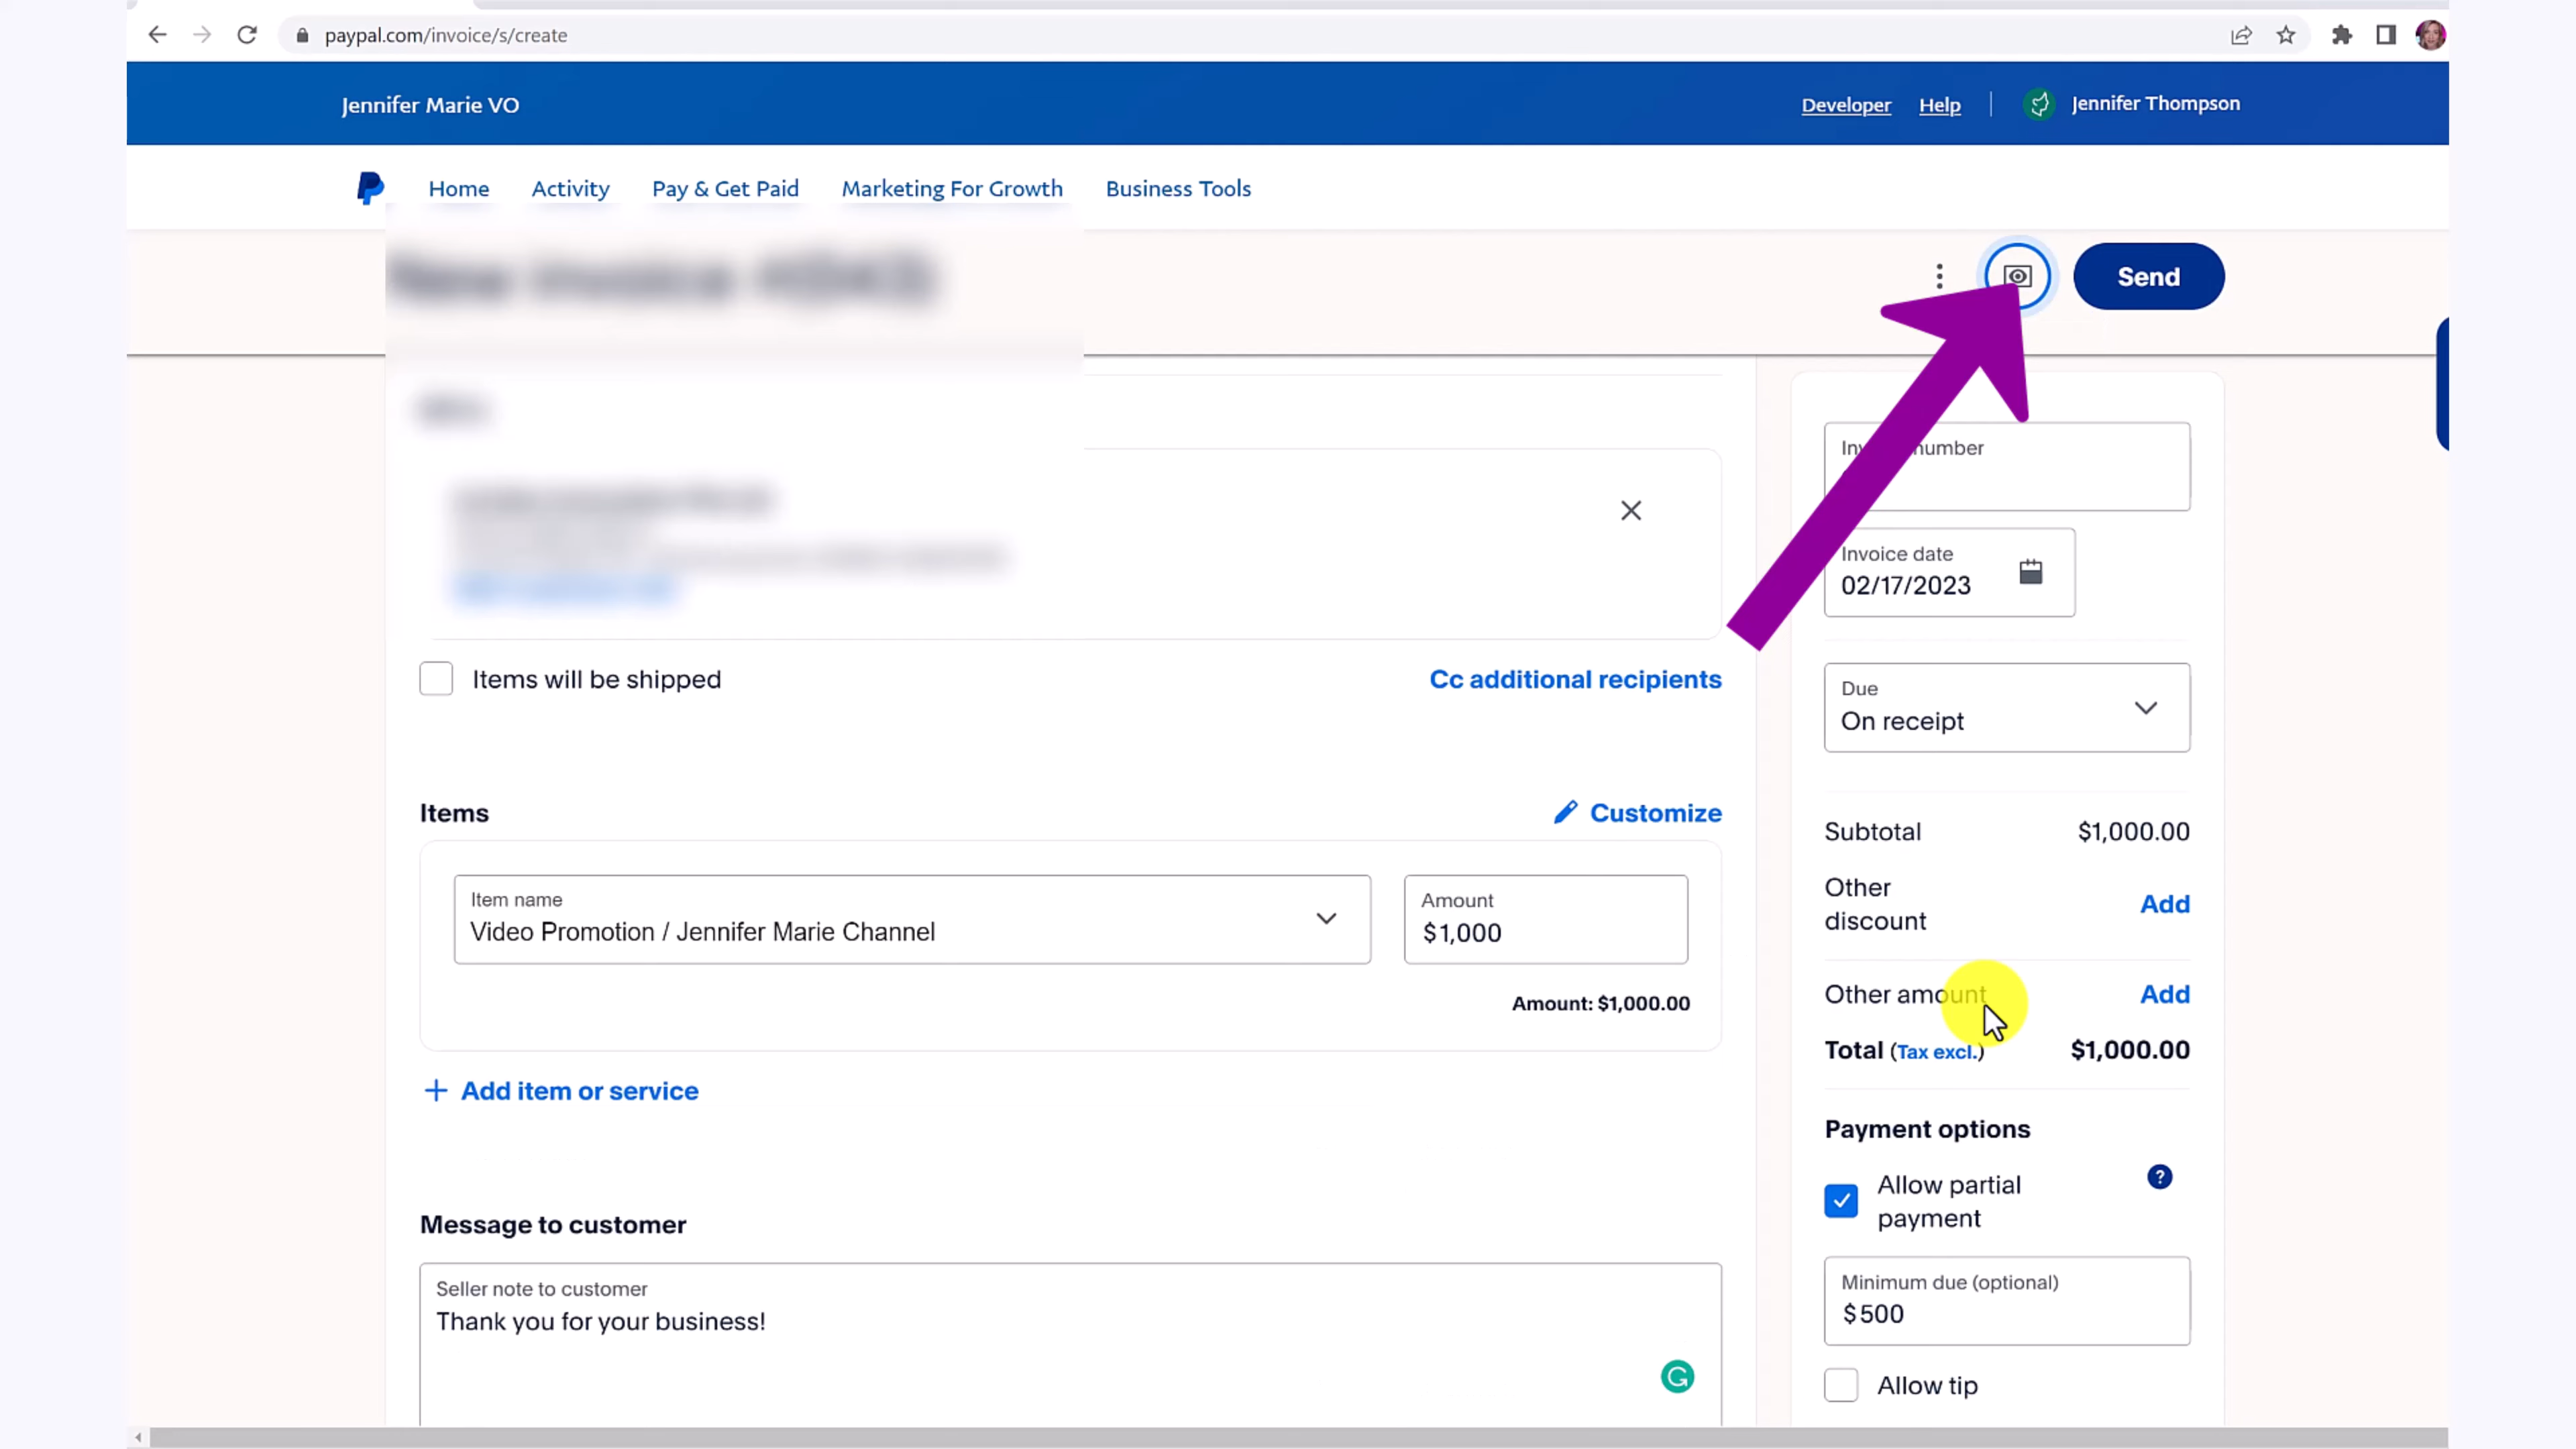 paypal.com/invoice/s/create
Jennifer Marie VO
Developer Help Jennifer Thompson
Home Activity Pay & Get Paid Marketing For Growth Business Tools
Send
number
Invoice date
02/17/2023
Items will be shipped
Cc additional recipients
Due
On receipt
Items
Customize
Subtotal $1,000.00
Item name
Video Promotion / Jennifer Marie Channel
Amount
$1,000
Amount: $1,000.00
Other
discount
Add
Other amount Add
Total (Tax excl.) $1,000.00
+ Add item or service
Payment options
Allow partial
payment
?
Message to customer
Seller note to customer
Thank you for your business!
Minimum due (optional)
$500
Allow tip